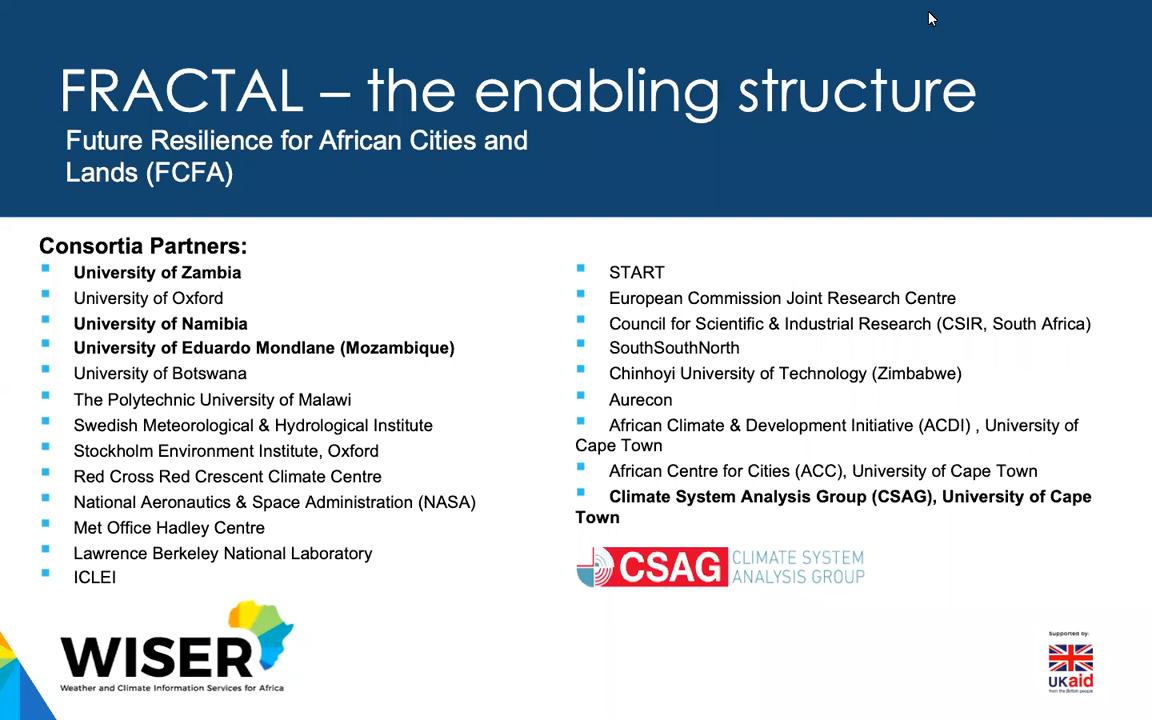 FRACTAL – the enabling structure
Future Resilience for African Cities and
Lands (FCFA)
Consortia Partners:
University of Zambia
University of Oxford
University of Namibia
University of Eduardo Mondlane (Mozambique)
University of Botswana
The Polytechnic University of Malawi
Swedish Meteorological & Hydrological Institute
Stockholm Environment Institute, Oxford
Red Cross Red Crescent Climate Centre
National Aeronautics & Space Administration (NASA)
Met Office Hadley Centre
Lawrence Berkeley National Laboratory
ICLEI
START
European Commission Joint Research Centre
Council for Scientific & Industrial Research (CSIR, South Africa)
SouthSouthNorth
Chinhoyi University of Technology (Zimbabwe)
Aurecon
African Climate & Development Initiative (ACDI) , University of
Cape Town
African Centre for Cities (ACC), University of Cape Town
Climate System Analysis Group (CSAG), University of Cape
Town
CSAG CLIMATE SYSTEM
ANALYSIS GROUP
WISER
Weather and Climate Information Services for Africa
Supported by:
UKaid
from the British people